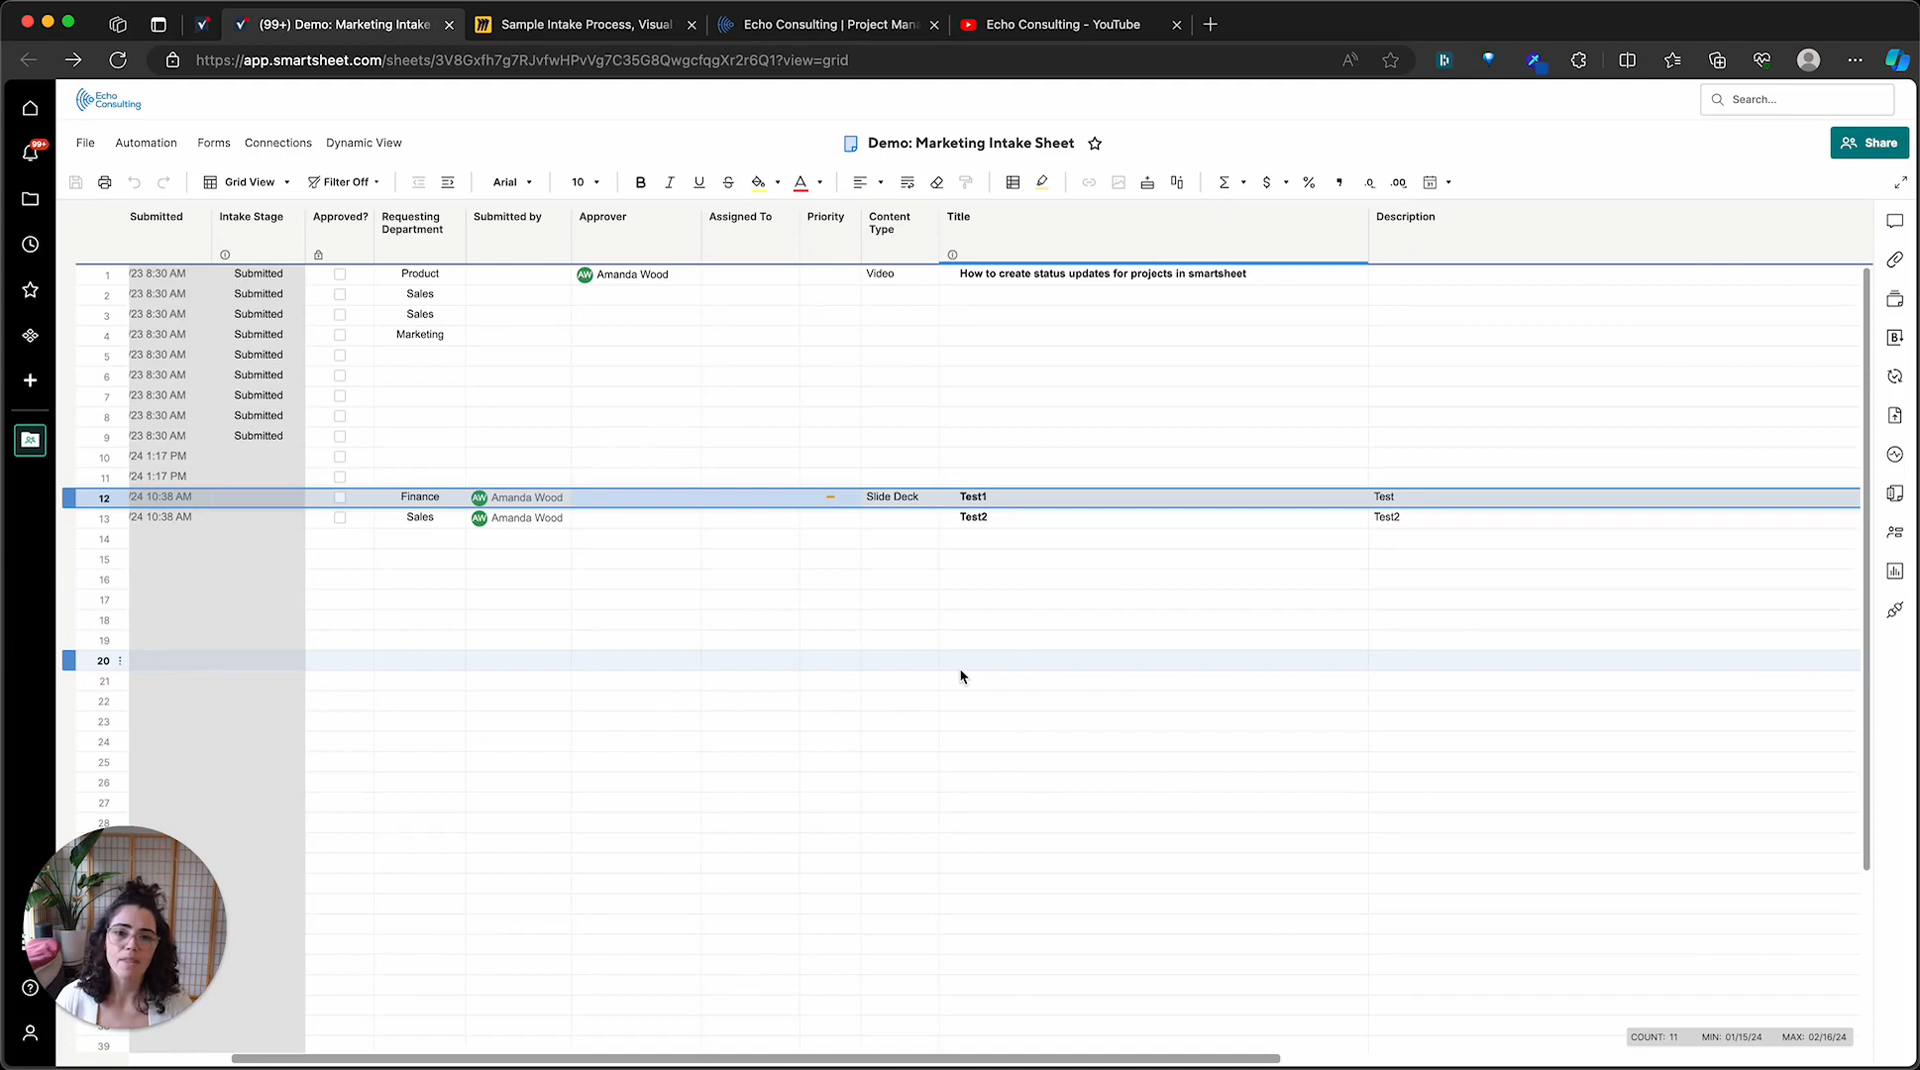 (99+) Demo: Marketing Intake
Sample Intake Process, Visual
Echo Consulting | Project Man
Echo Consulting - YouTube
https://app.smartsheet.com/sheets/3V8Gxfh7g7RJvfwHPvVg7C35G8QwgcfqgXr2r6Q1?view=grid
Echo
Consulting
Search...
99+
File Automation Forms Connections Dynamic View
Demo: Marketing Intake Sheet
Share
Grid View Filter Off Arial 10 B I U S A Σ $ % .0 .00
Submitted Intake Stage Approved? Requesting Department Submitted by Approver Assigned To Priority Content Type Title Description
1 /23 8:30 AM Submitted Product AW Amanda Wood Video How to create status updates for projects in smartsheet
2 /23 8:30 AM Submitted Sales
3 /23 8:30 AM Submitted Sales
4 /23 8:30 AM Submitted Marketing
5 /23 8:30 AM Submitted
6 /23 8:30 AM Submitted
7 /23 8:30 AM Submitted
8 /23 8:30 AM Submitted
9 /23 8:30 AM Submitted
10 /24 1:17 PM
11 /24 1:17 PM
12 /24 10:38 AM Finance AW Amanda Wood Slide Deck Test1 Test
13 /24 10:38 AM Sales AW Amanda Wood Test2 Test2
14
15
16
17
18
19
20
21
22
23
24
25
26
27
28
39
COUNT: 11 MIN: 01/15/24 MAX: 02/16/24